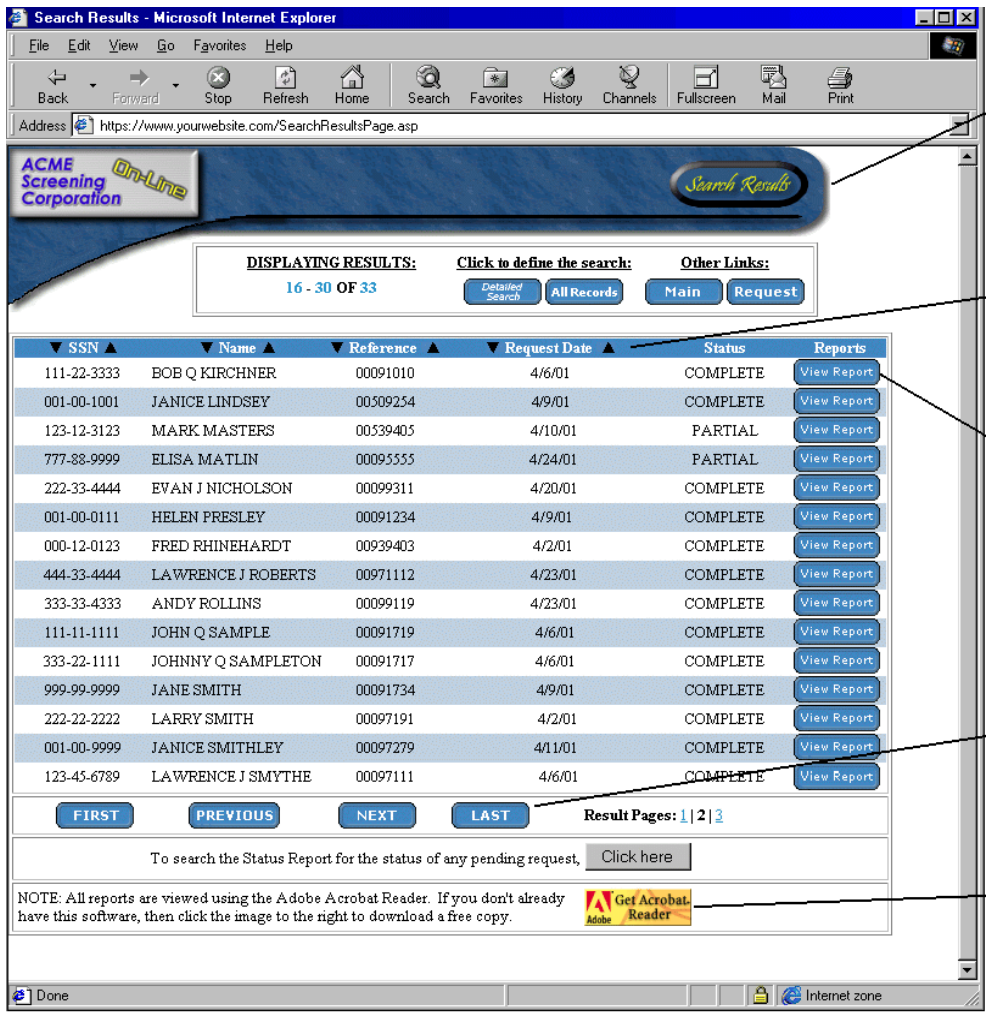 Search Results - Microsoft Internet Explorer
File Edit View Go Favorites Help
Back Forward Stop Refresh Home Search Favorites History Channels Fullscreen Mail Print
Address https://www.yourwebsite.com/SearchResultsPage.asp
ACME
Screening
Corporation
On-Line
Search Results
DISPLAYING RESULTS: Click to define the search: Other Links:
16 - 30 OF 33 Detailed Search All Records Main Request
▼ SSN ▲ ▼ Name ▲ ▼ Reference ▲ ▼ Request Date ▲ Status Reports
111-22-3333 BOB Q KIRCHNER 00091010 4/6/01 COMPLETE View Report
001-00-1001 JANICE LINDSEY 00509254 4/9/01 COMPLETE View Report
123-12-3123 MARK MASTERS 00539405 4/10/01 PARTIAL View Report
777-88-9999 ELISA MATLIN 00095555 4/24/01 PARTIAL View Report
222-33-4444 EVAN J NICHOLSON 00099311 4/20/01 COMPLETE View Report
001-00-0111 HELEN PRESLEY 00091234 4/9/01 COMPLETE View Report
000-12-0123 FRED RHINEHARDT 00939403 4/2/01 COMPLETE View Report
444-33-4444 LAWRENCE J ROBERTS 00971112 4/23/01 COMPLETE View Report
333-33-4333 ANDY ROLLINS 00099119 4/23/01 COMPLETE View Report
111-11-1111 JOHN Q SAMPLE 00091719 4/6/01 COMPLETE View Report
333-22-1111 JOHNNY Q SAMPLETON 00091717 4/6/01 COMPLETE View Report
999-99-9999 JANE SMITH 00091734 4/9/01 COMPLETE View Report
222-22-2222 LARRY SMITH 00097191 4/2/01 COMPLETE View Report
001-00-9999 JANICE SMITHLEY 00097279 4/11/01 COMPLETE View Report
123-45-6789 LAWRENCE J SMYTHE 00097111 4/6/01 COMPLETE View Report
FIRST PREVIOUS NEXT LAST Result Pages: 1 | 2 | 3
To search the Status Report for the status of any pending request, Click here
NOTE: All reports are viewed using the Adobe Acrobat Reader. If you don't already
have this software, then click the image to the right to download a free copy.
Get Acrobat
Adobe Reader
Done Internet zone